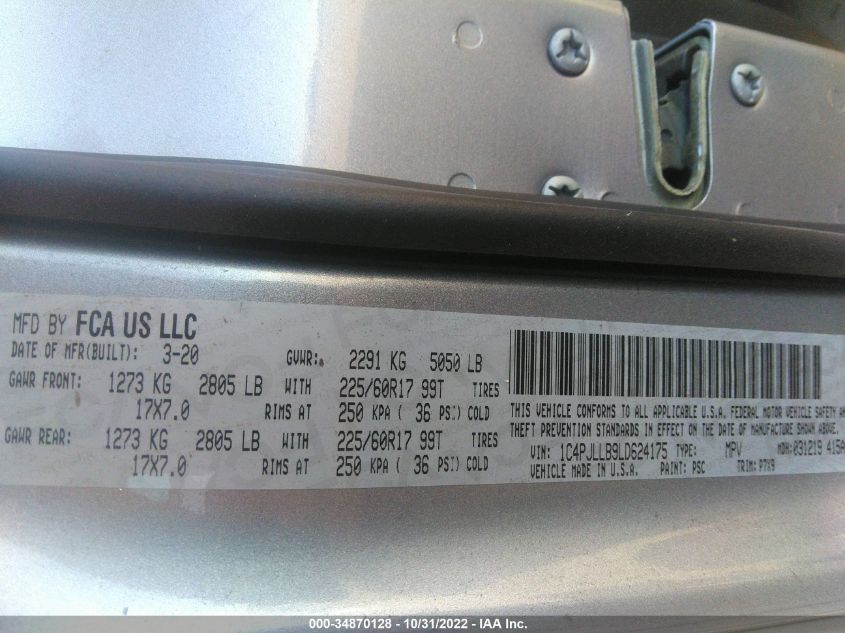 MFD BY FCA US LLC
DATE OF MFR(BUILT): 3-20 GVWR: 2291 KG 5050 LB
GAWR FRONT: 1273 KG 2805 LB WITH 225/60R17 99T TIRES
17X7.0 RIMS AT 250 KPA ( 36 PSI) COLD
GAWR REAR: 1273 KG 2805 LB WITH 225/60R17 99T TIRES
17X7.0 RIMS AT 250 KPA ( 36 PSI) COLD
THIS VEHICLE CONFORMS TO ALL APPLICABLE U.S.A. FEDERAL MOTOR VEHICLE SAFETY AN
THEFT PREVENTION STANDARDS IN EFFECT ON THE DATE OF MANUFACTURE SHOWN ABOVE.
VIN: 1C4PJLLB9LD624175 TYPE: MPV MDH: 031219 415A
VEHICLE MADE IN U.S.A. PAINT: PSC TRIM: P7X9
000-34870128 - 10/31/2022 - IAA Inc.